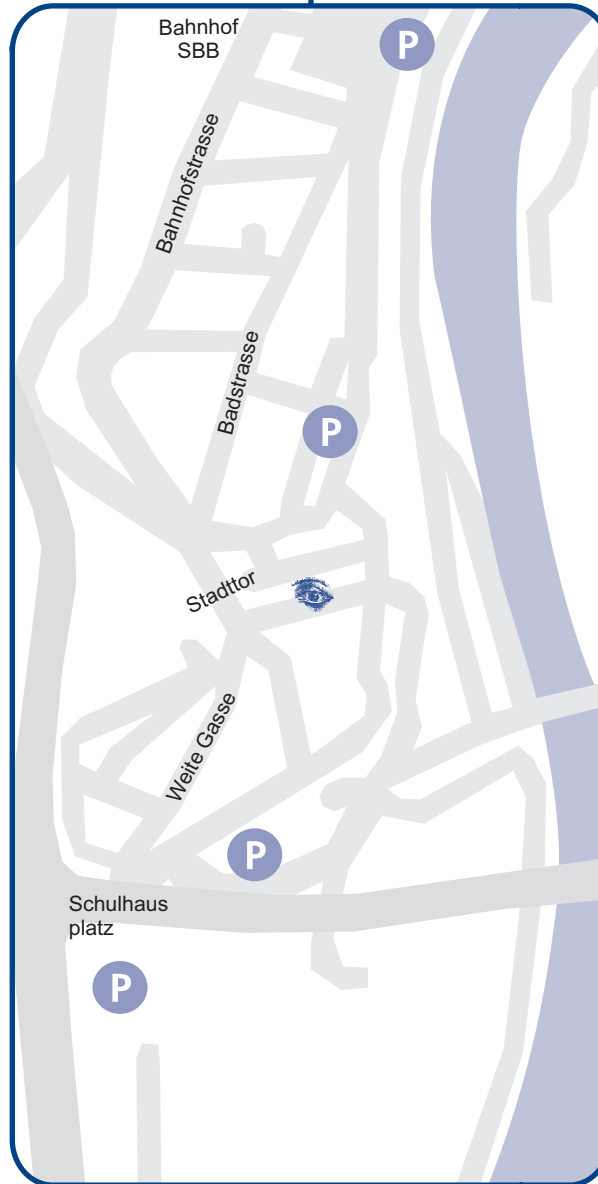 Bahnhof
SBB
P
Bahnhofstrasse
Badstrasse
P
Stadttor
Weite Gasse
P
Schulhaus
platz
P